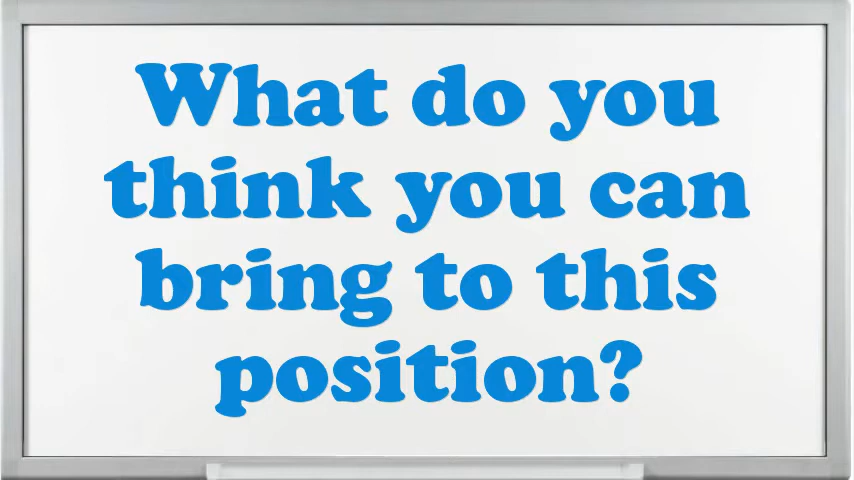 What do you
think you can
bring to this
position?